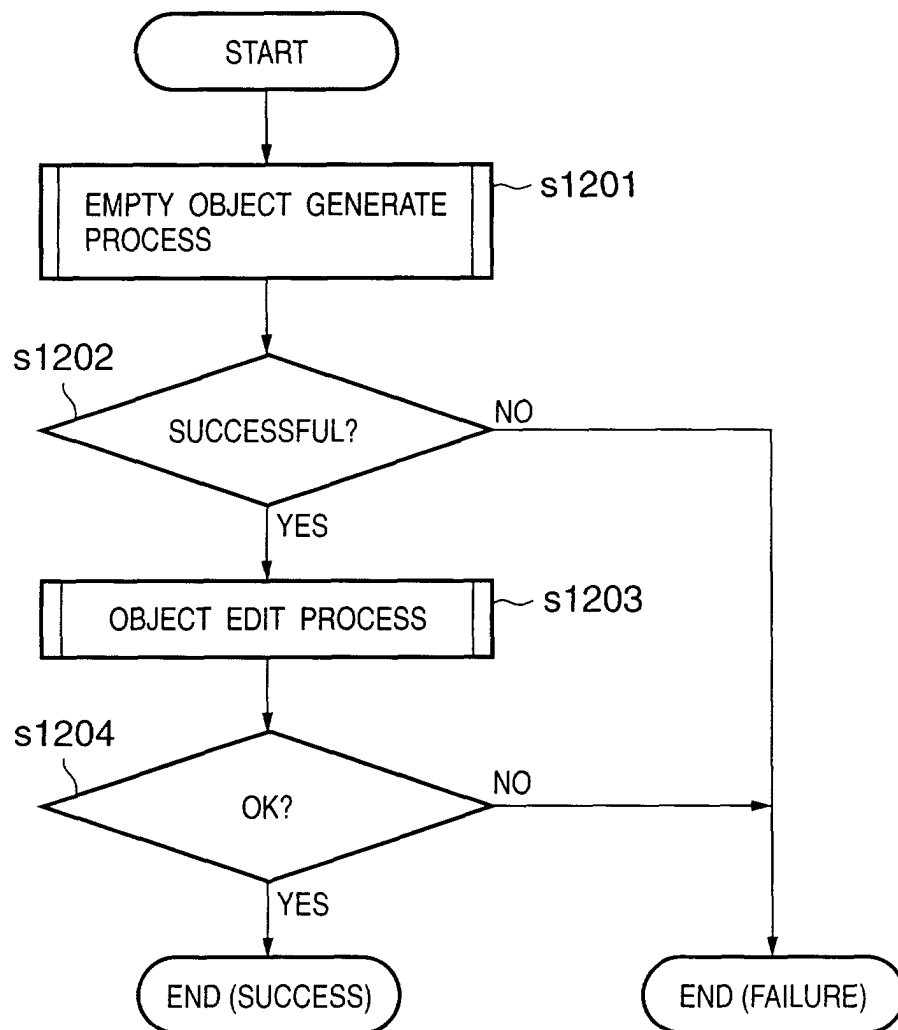 START
EMPTY OBJECT GENERATE
PROCESS
s1201
s1202
SUCCESSFUL?
NO
YES
OBJECT EDIT PROCESS
s1203
s1204
OK?
NO
YES
END (SUCCESS)
END (FAILURE)